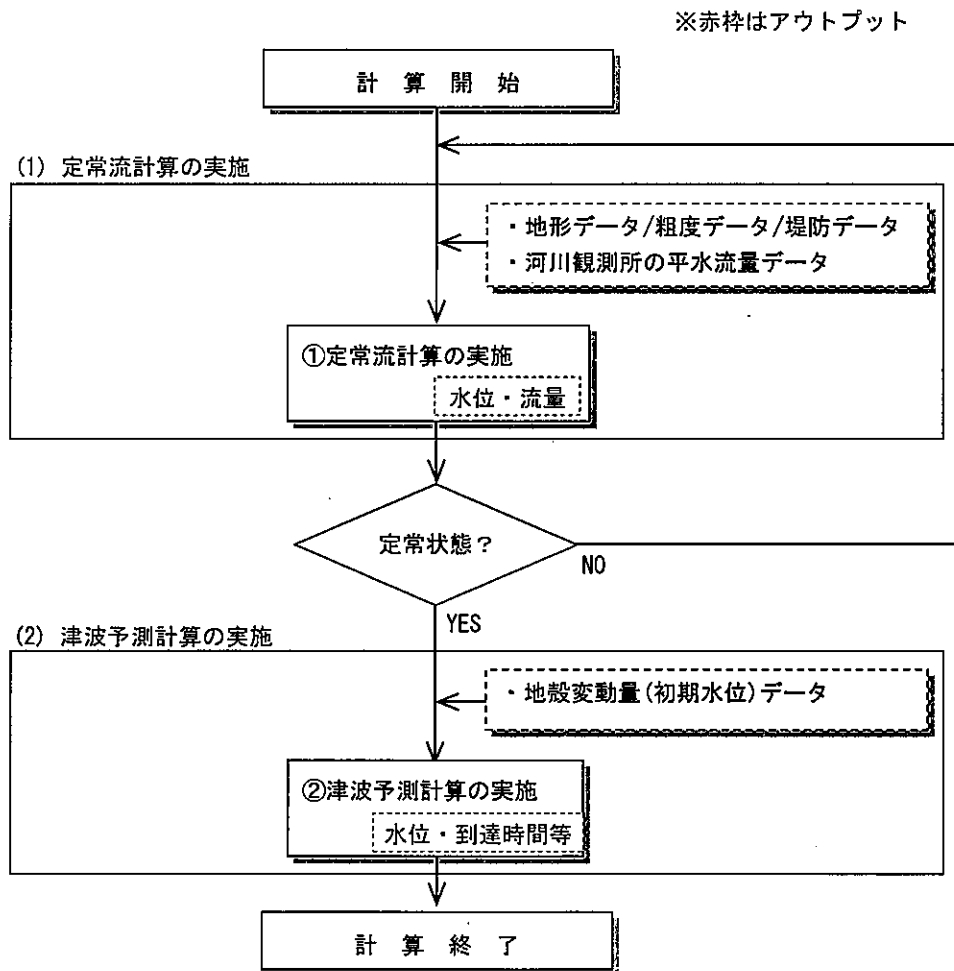 ※赤枠はアウトプット
計算開始
(1) 定常流計算の実施
・地形データ/粗度データ/堤防データ
・河川観測所の平水流量データ
①定常流計算の実施
水位・流量
定常状態？
NO
YES
(2) 津波予測計算の実施
・地殻変動量(初期水位)データ
②津波予測計算の実施
水位・到達時間等
計算終了